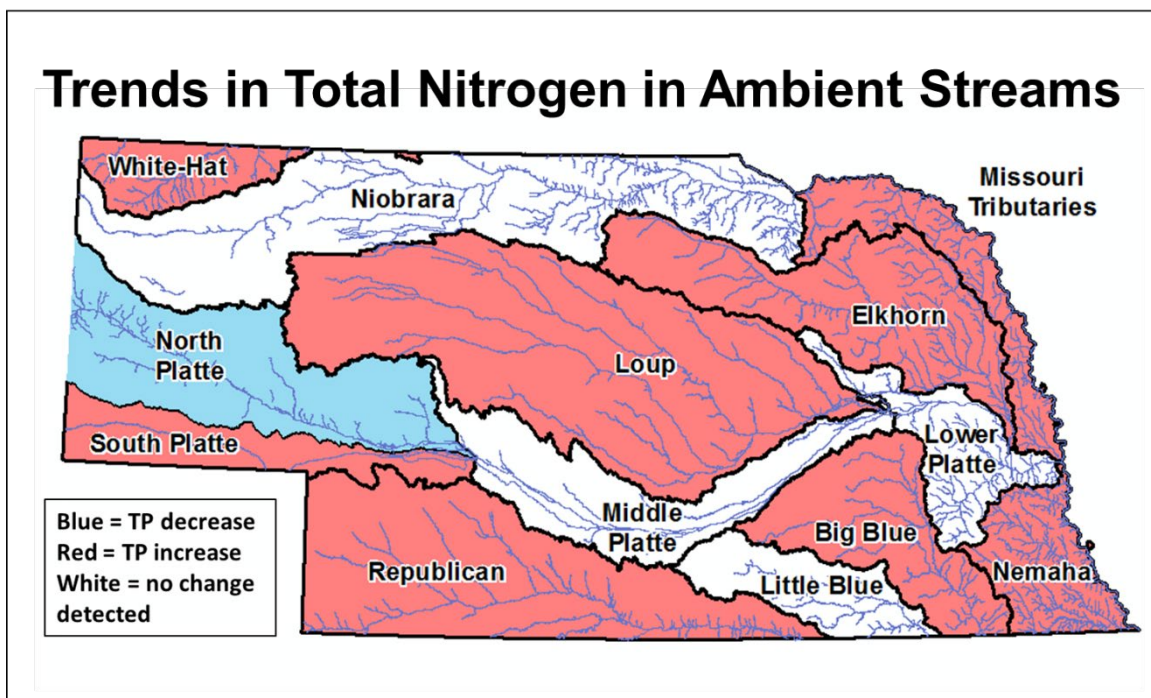 Trends in Total Nitrogen in Ambient Streams
White-Hat
Niobrara
Missouri
Tributaries
North
Platte
Elkhorn
Loup
South Platte
Lower
Platte
Middle
Platte
Big Blue
Republican
Little Blue
Nemaha
Blue = TP decrease
Red = TP increase
White = no change
detected